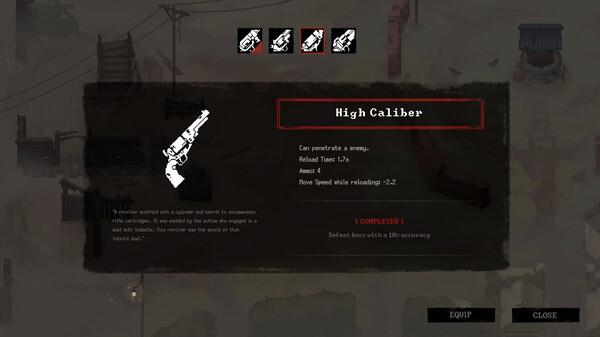 High Caliber
Can penetrate a enemy.
Reload Time: 1.7s
Ammo: 4
Move Speed while reloading: -2.2
"A revolver modified with a cylinder and barrel to accommodate
rifle cartridges. It was wielded by the outlaw who engaged in a
duel with Isabella. This revolver was the spoils of that
fateful duel."
[ COMPLETED ]
Defeat boss with a 10% accuracy
EQUIP
CLOSE